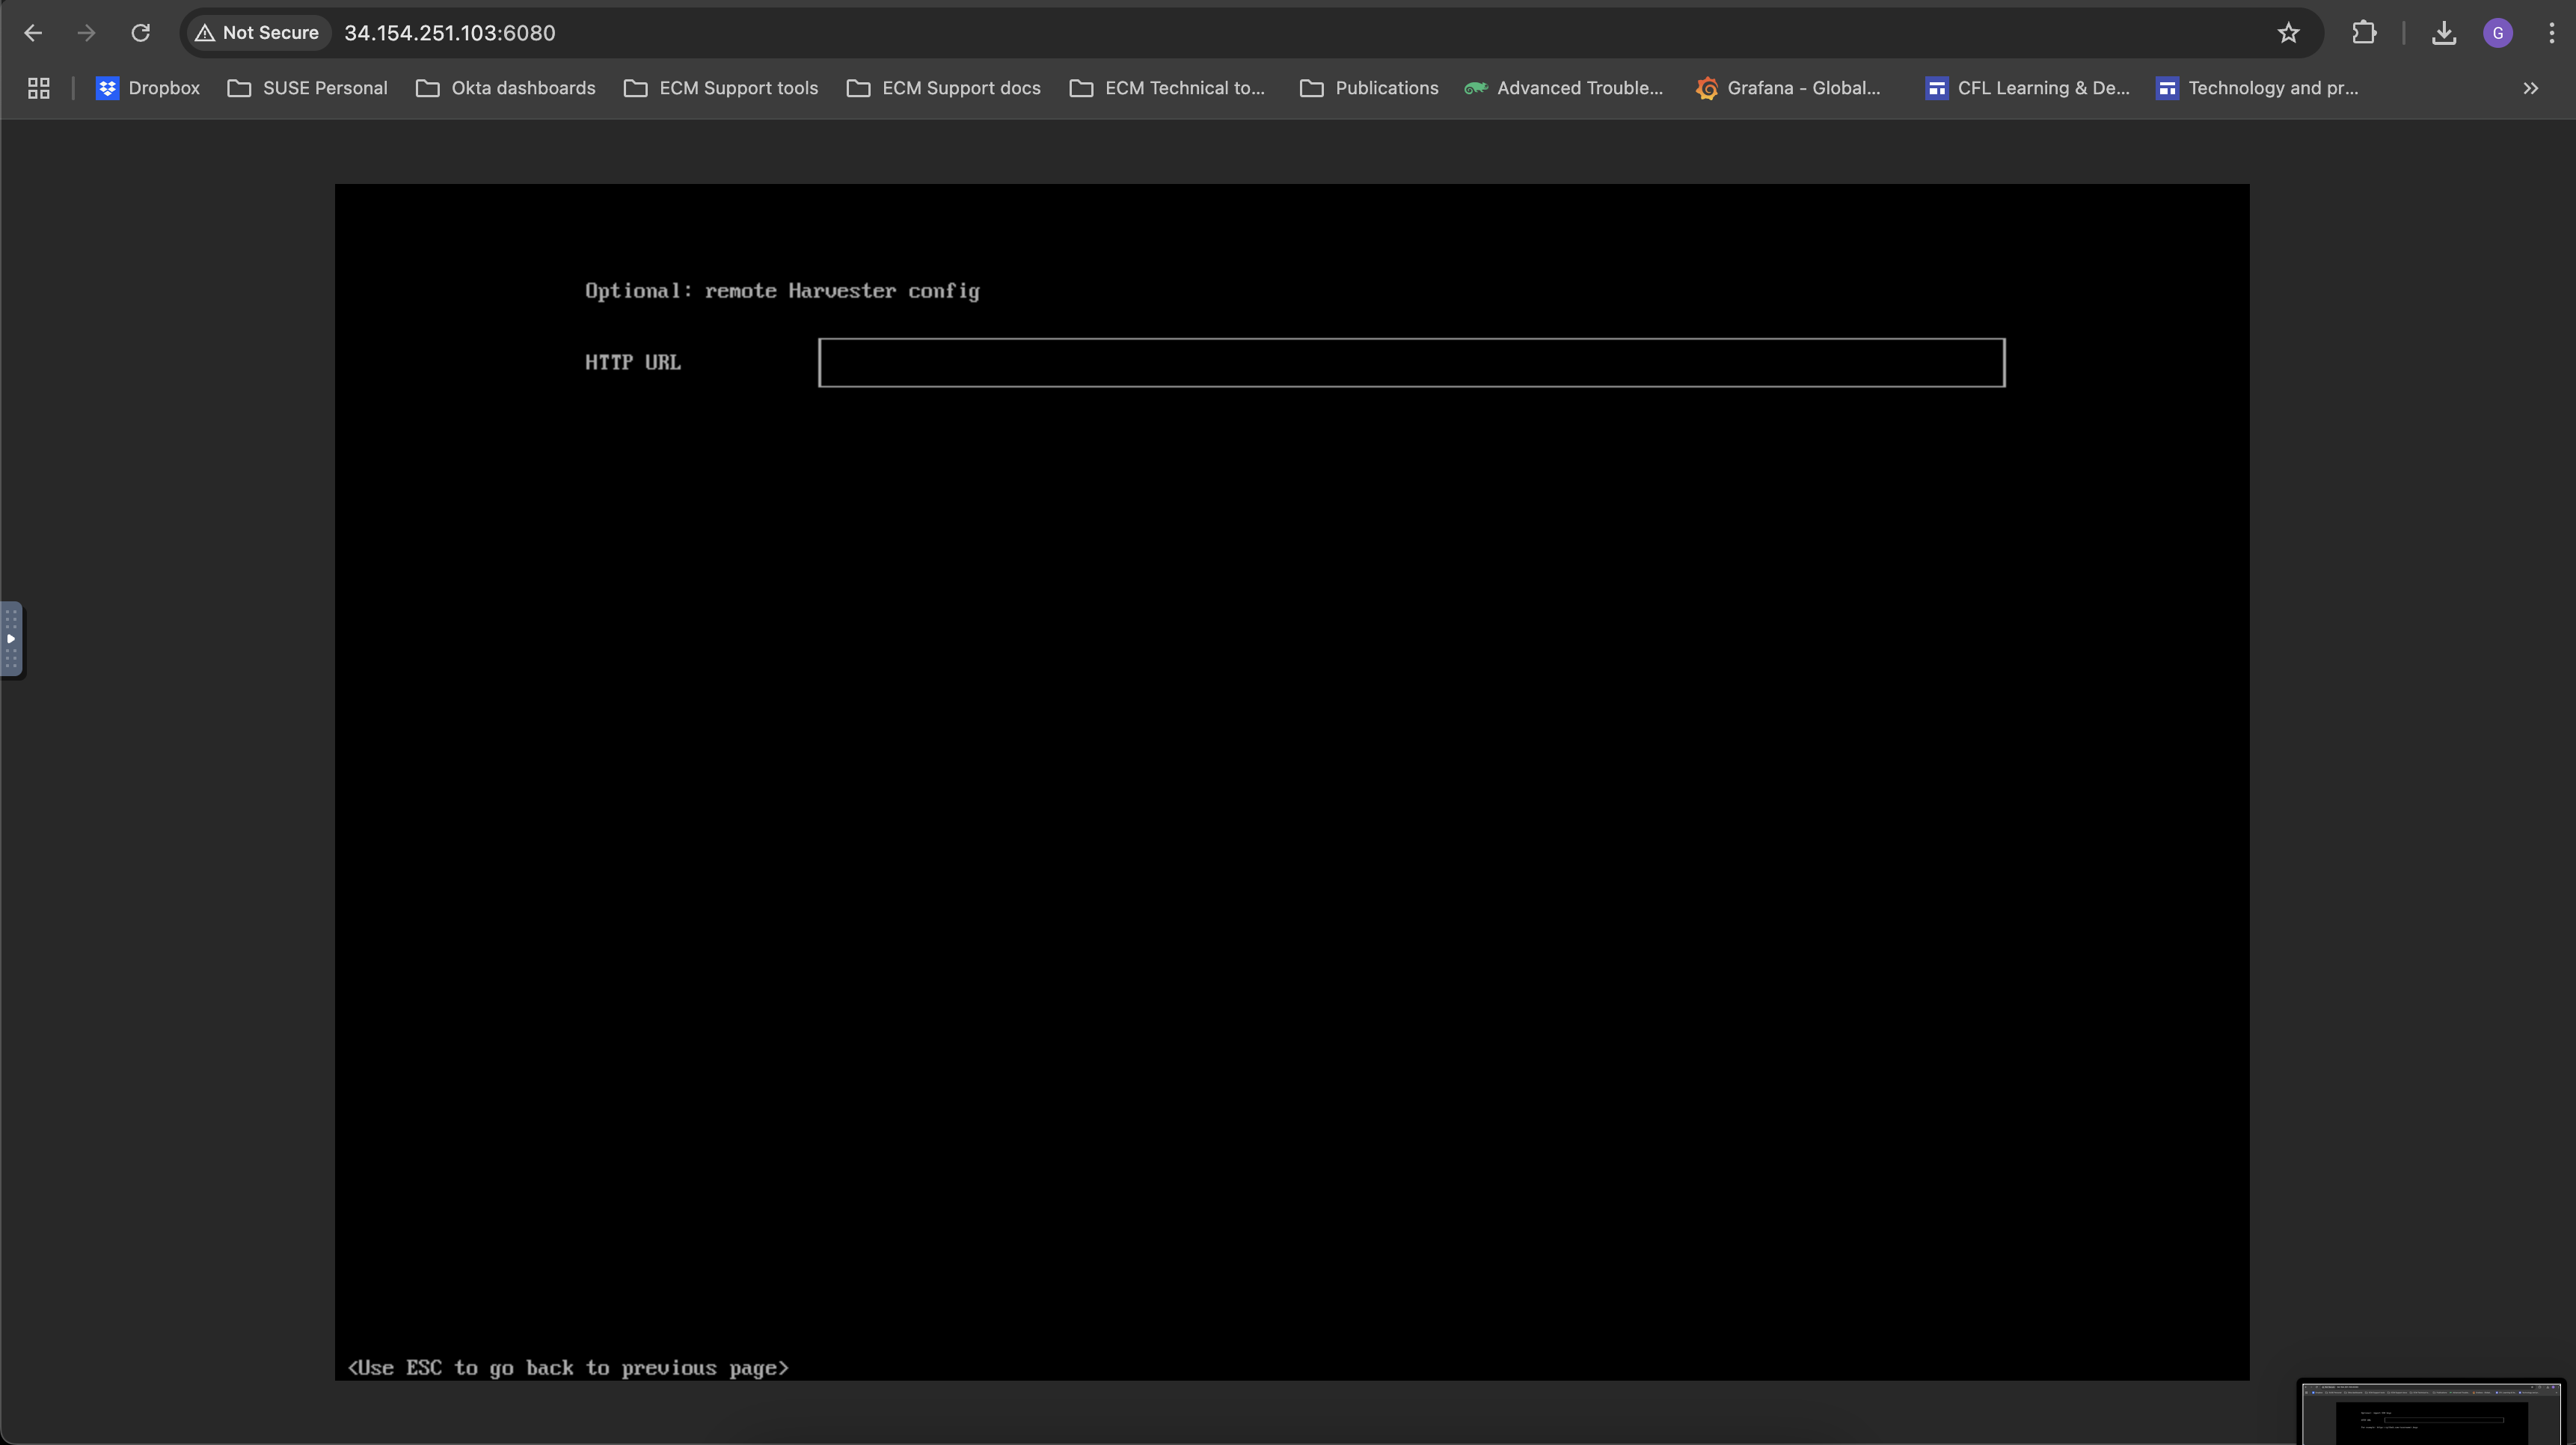 Not Secure 34.154.251.103:6080 G
Dropbox SUSE Personal Okta dashboards ECM Support tools ECM Support docs ECM Technical to... Publications Advanced Trouble... Grafana - Global... CFL Learning & De... Technology and pr...
Optional: remote Harvester config
HTTP URL
<Use ESC to go back to previous page>